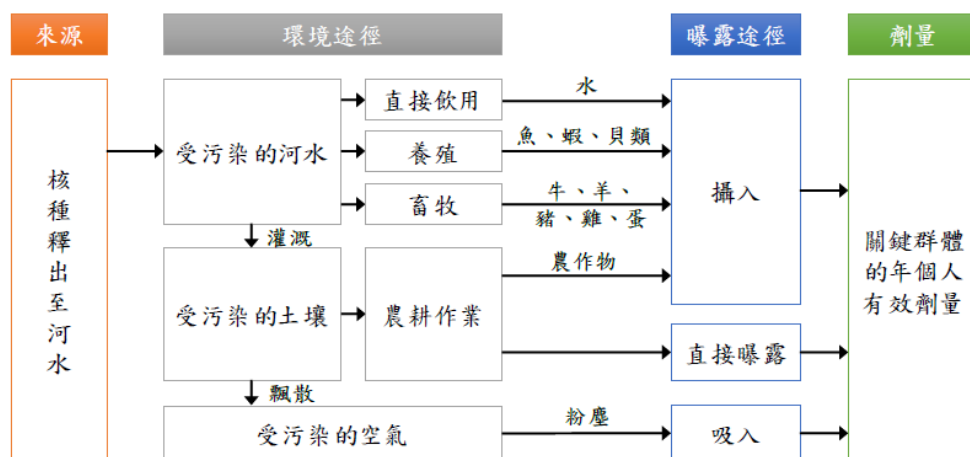 來源
環境途徑
曝露途徑
劑量
核種釋出至河水
受污染的河水
直接飲用
水
養殖
魚、蝦、貝類
畜牧
牛、羊、
豬、雞、蛋
攝入
灌溉
受污染的土壤
農耕作業
農作物
直接曝露
飄散
受污染的空氣
粉塵
吸入
關鍵群體
的年個人
有效劑量